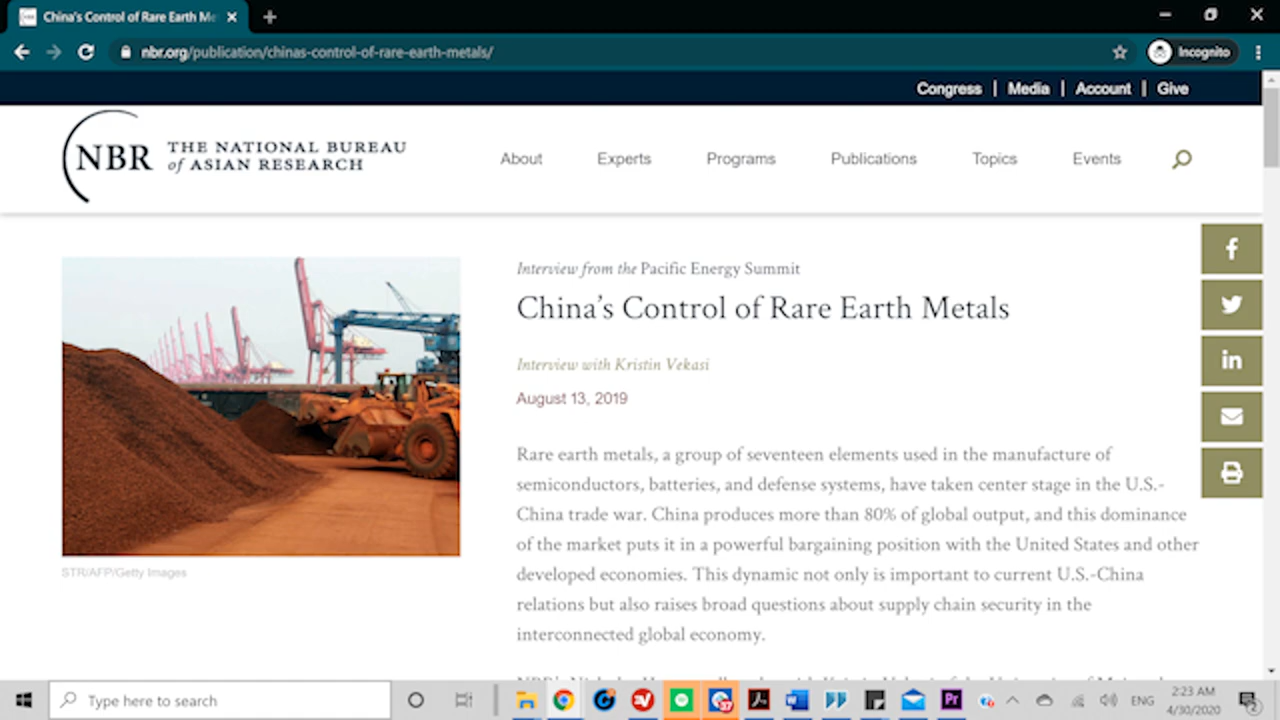 China's Control of Rare Earth Me
nbr.org/publication/chinas-control-of-rare-earth-metals/
Incognito
Congress | Media | Account | Give
NBR
THE NATIONAL BUREAU
of ASIAN RESEARCH
About Experts Programs Publications Topics Events
Interview from the Pacific Energy Summit
China's Control of Rare Earth Metals
Interview with Kristin Vekasi
August 13, 2019
Rare earth metals, a group of seventeen elements used in the manufacture of
semiconductors, batteries, and defense systems, have taken center stage in the U.S.-
China trade war. China produces more than 80% of global output, and this dominance
of the market puts it in a powerful bargaining position with the United States and other
developed economies. This dynamic not only is important to current U.S.-China
relations but also raises broad questions about supply chain security in the
interconnected global economy.
STR/AFP/Getty Images
Type here to search
ENG
2:23 AM
4/30/2020